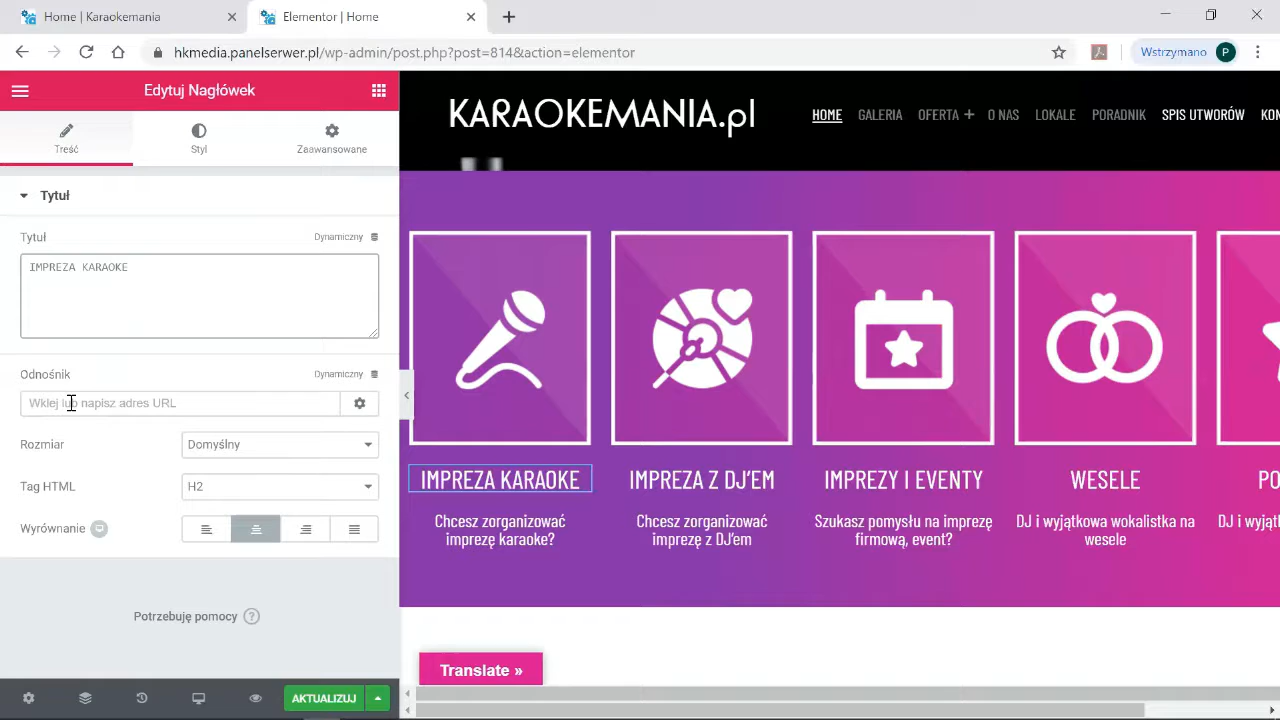 Home | Karaokemania
Elementor | Home
hkmedia.panelserwer.pl/wp-admin/post.php?post=814&action=elementor
Wstrzymano
P
Edytuj Nagłówek
KARAOKEMANIA.pl
HOME GALERIA OFERTA + O NAS LOKALE PORADNIK SPIS UTWORÓW KON
Treść
Styl
Zaawansowane
Tytuł
Tytuł
Dynamiczny
IMPREZA KARAOKE
Odnośnik
Dynamiczny
Wklej lub napisz adres URL
Rozmiar
Domyślny
Tag HTML
H2
Wyrównanie
Potrzebuję pomocy ?
AKTUALIZUJ
IMPREZA KARAOKE
Chcesz zorganizować
imprezę karaoke?
IMPREZA Z DJ'EM
Chcesz zorganizować
imprezę z DJ'em
IMPREZY I EVENTY
Szukasz pomysłu na imprezę
firmową, event?
WESELE
DJ i wyjątkowa wokalistka na
wesele
PO
DJ i wyjąt
Translate »